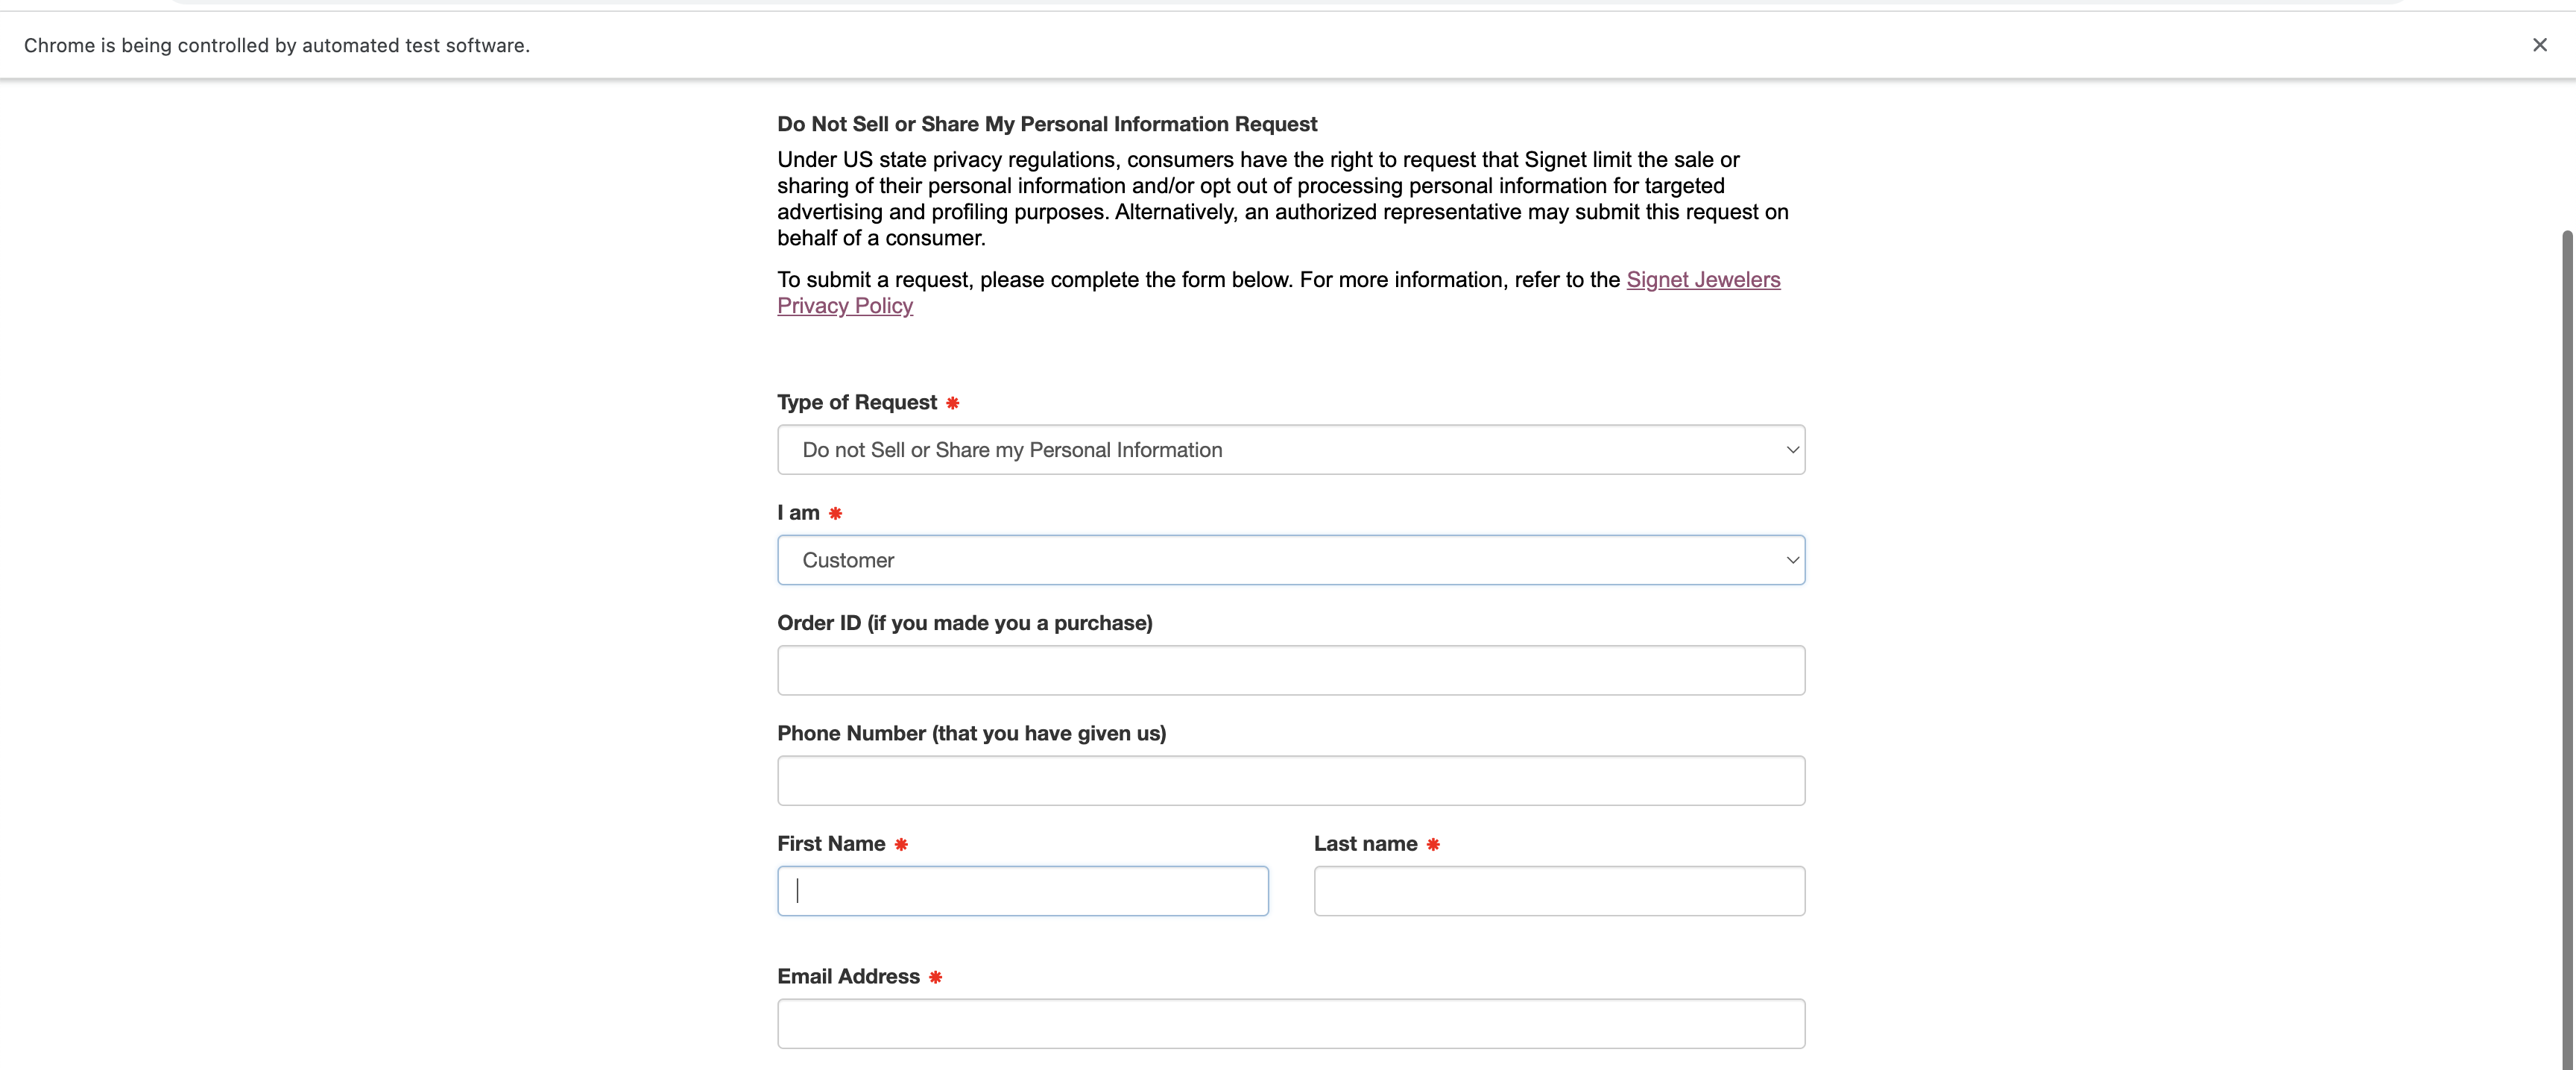 Chrome is being controlled by automated test software.
Do Not Sell or Share My Personal Information Request
Under US state privacy regulations, consumers have the right to request that Signet limit the sale or
sharing of their personal information and/or opt out of processing personal information for targeted
advertising and profiling purposes. Alternatively, an authorized representative may submit this request on
behalf of a consumer.
To submit a request, please complete the form below. For more information, refer to the Signet Jewelers
Privacy Policy
Type of Request *
Do not Sell or Share my Personal Information
I am *
Customer
Order ID (if you made you a purchase)
Phone Number (that you have given us)
First Name *
Last name *
Email Address *